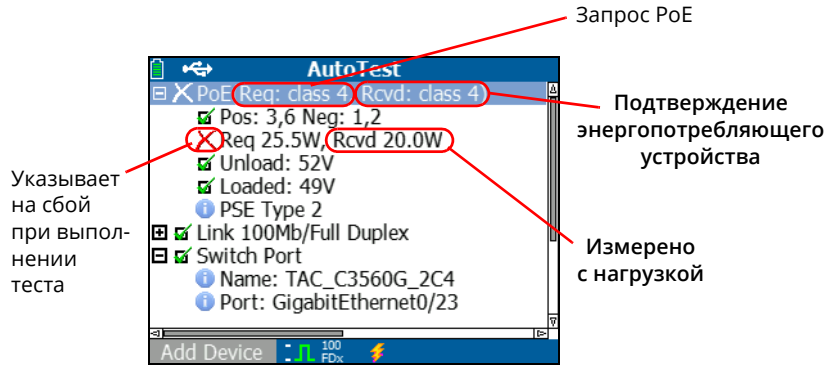 Запрос PoE
AutoTest
PoE Req: class 4 Rcvd: class 4
Pos: 3,6 Neg: 1,2
Req 25.5W, Rcvd 20.0W
Unload: 52V
Loaded: 49V
PSE Type 2
Link 100Mb/Full Duplex
Switch Port
Name: TAC_C3560G_2C4
Port: GigabitEthernet0/23
Add Device
100
FDx
Подтверждение
энергопотребляющего
устройства
Указывает
на сбой
при выпол-
нении
теста
Измерено
с нагрузкой